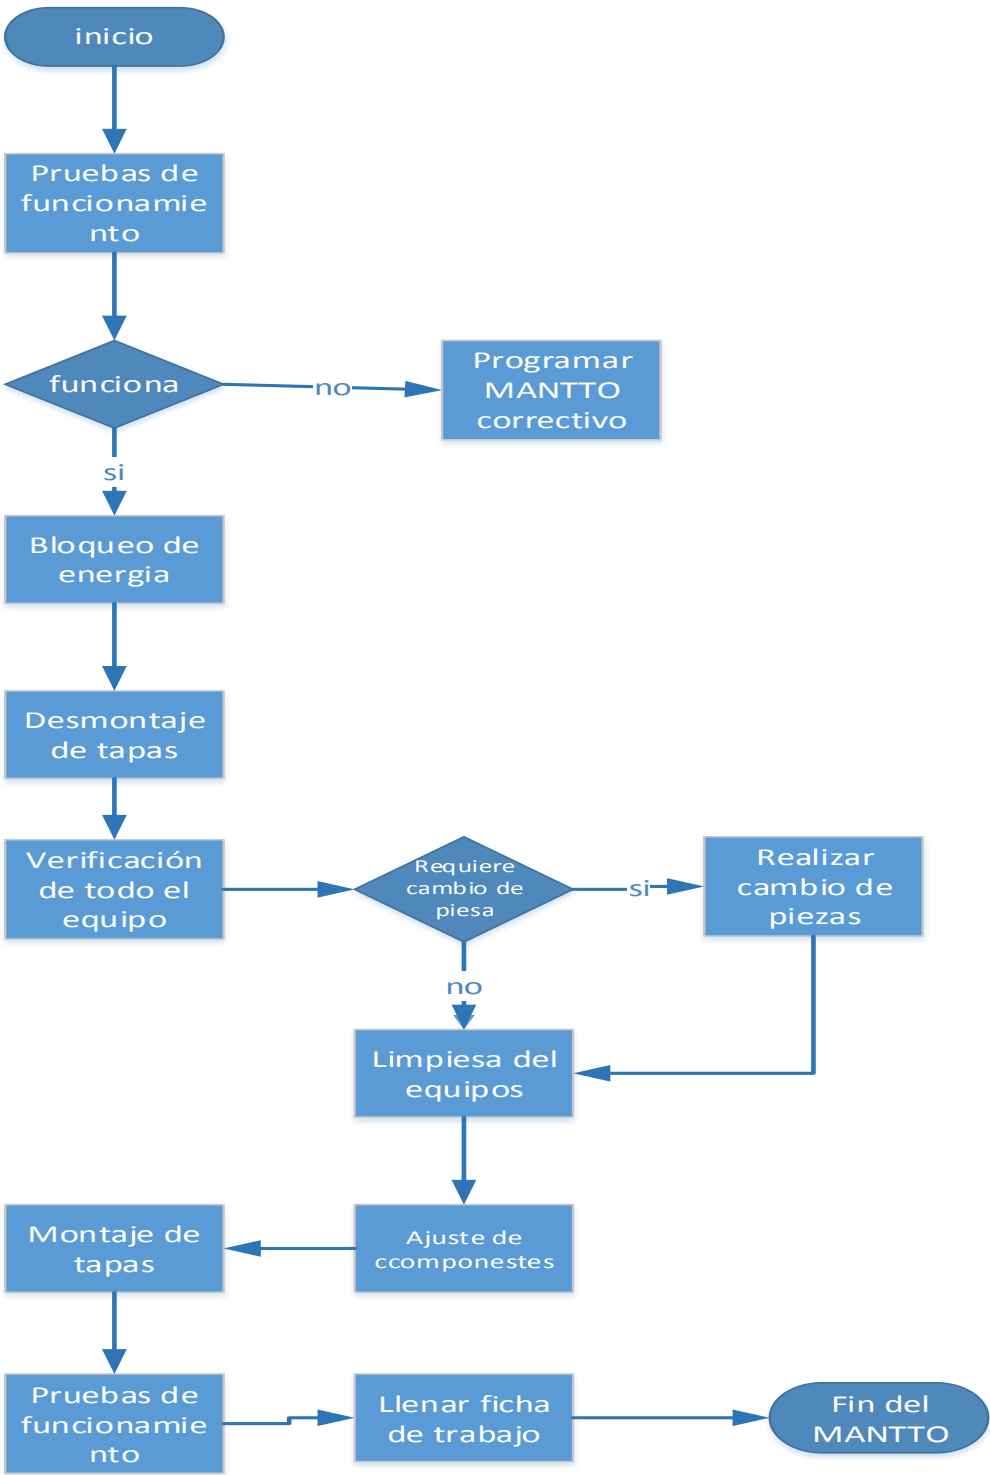 inicio
Pruebas de
funcionamie
nto
funciona
no
Programar
MANTTO
correctivo
si
Bloqueo de
energia
Desmontaje
de tapas
Verificación
de todo el
equipo
Requiere
cambio de
piesa
si
Realizar
cambio de
piezas
no
Limpiesa del
equipos
Ajuste de
ccomponestes
Montaje de
tapas
Pruebas de
funcionamie
nto
Llenar ficha
de trabajo
Fin del
MANTTO